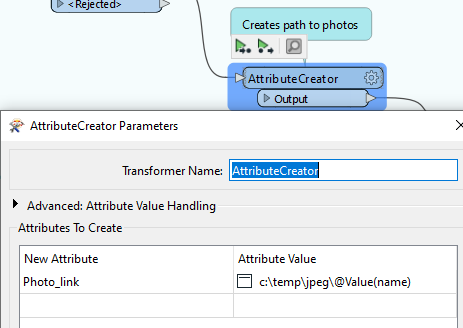 <Rejected>
Creates path to photos
AttributeCreator
Output
AttributeCreator Parameters
Transformer Name: AttributeCreator
Advanced: Attribute Value Handling
Attributes To Create
New Attribute Attribute Value
Photo_link c:\temp\jpeg\@Value(name)